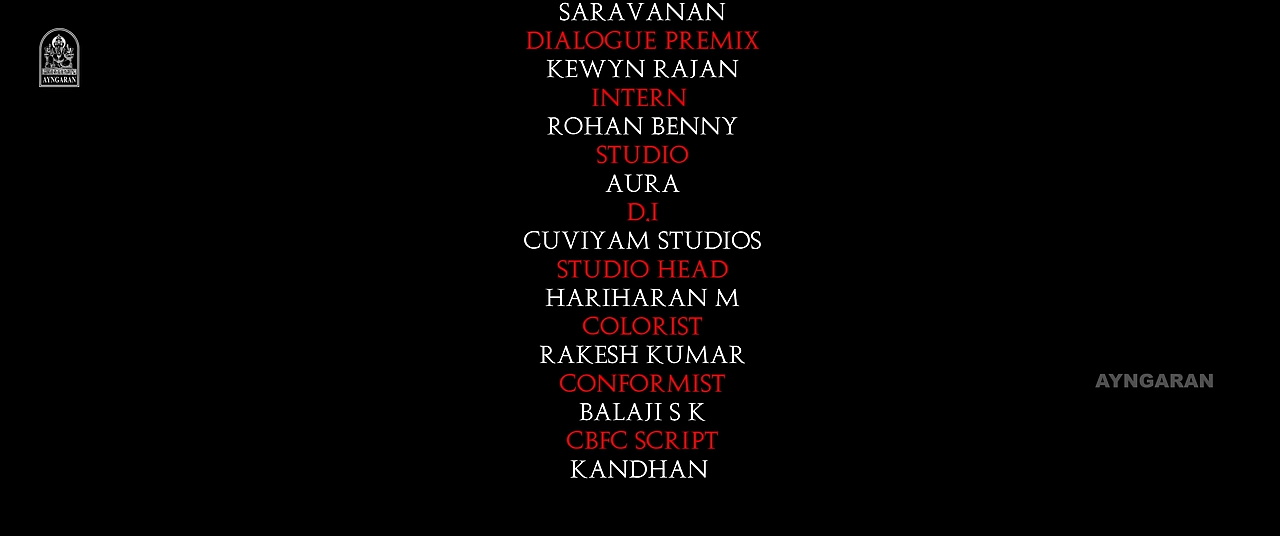 SARAVANAN
DIALOGUE PREMIX
AYNGARAN
KEWYN RAJAN
INTERN
ROHAN BENNY
STUDIO
AURA
D.I
CUVIYAM STUDIOS
STUDIO HEAD
HARIHARAN M
COLORIST
RAKESH KUMAR
CONFORMIST
AYNGARAN
BALAJI S K
CBFC SCRIPT
KANDHAN